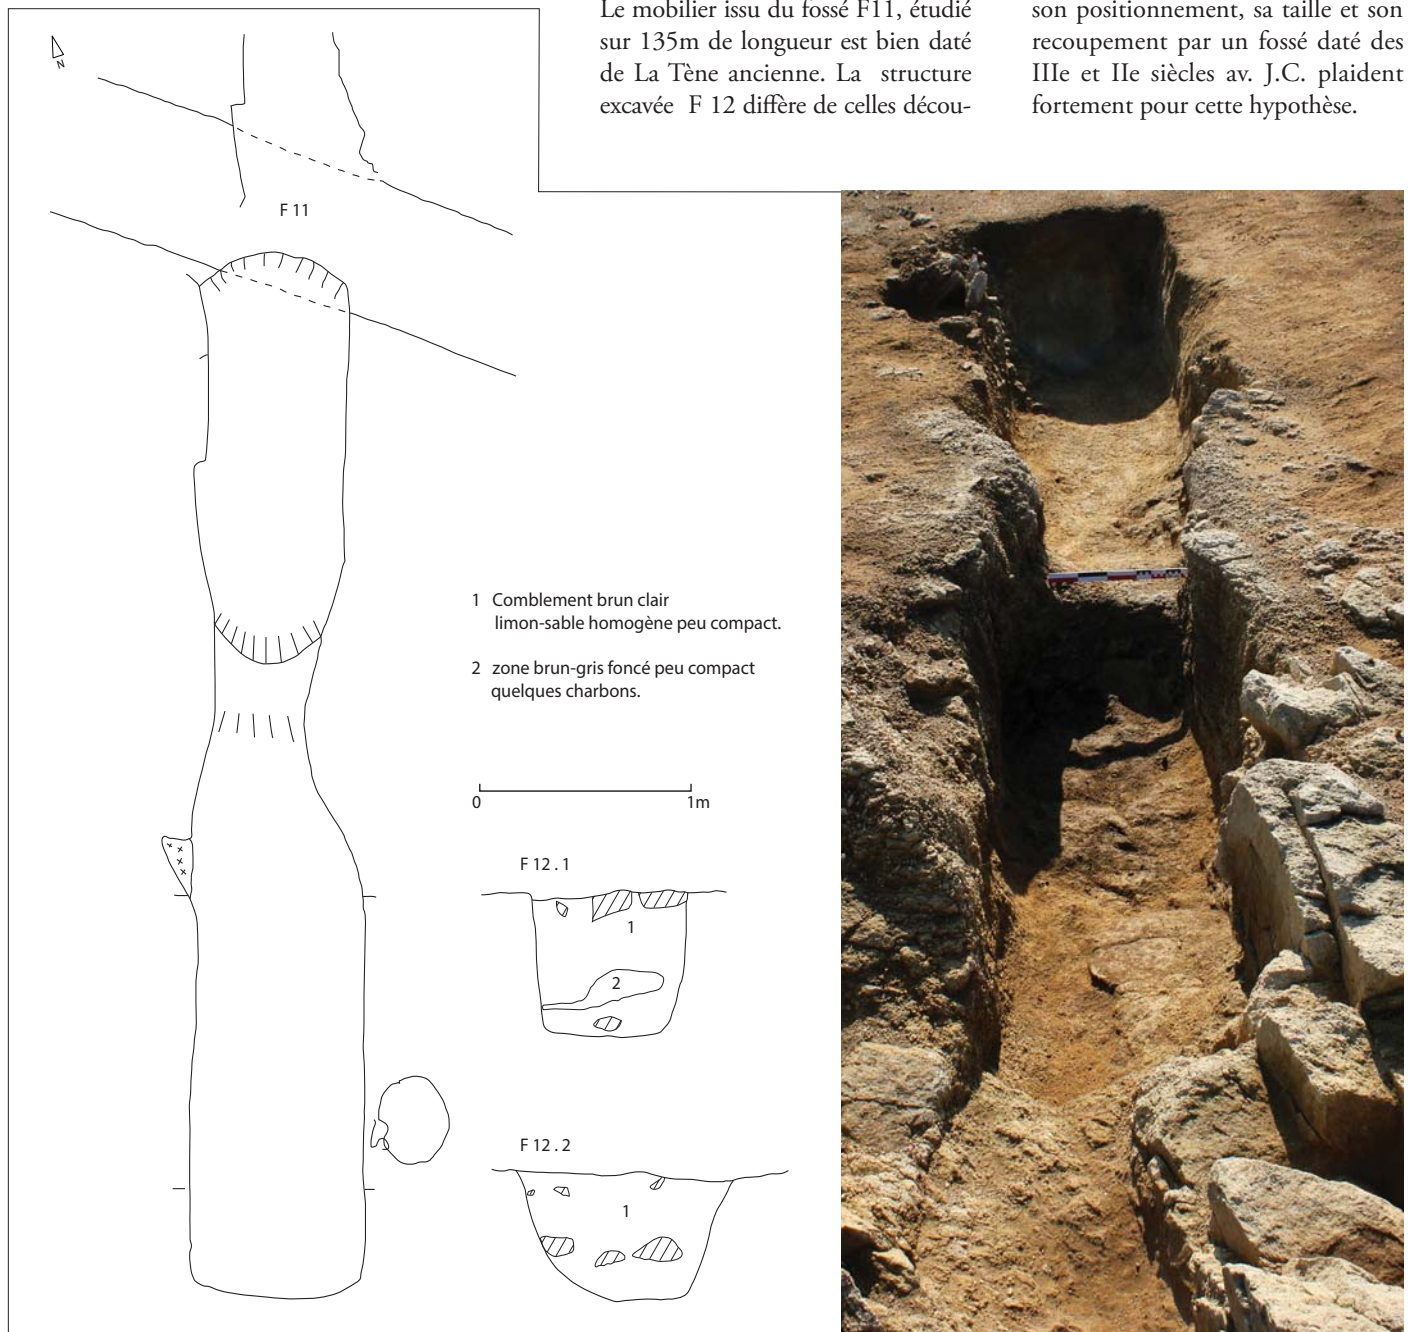 Le mobilier issu du fossé F11, étudié
sur 135m de longueur est bien daté
de La Tène ancienne. La structure
excavée F 12 diffère de celles décou-
son positionnement, sa taille et son
recoupement par un fossé daté des
IIIe et IIe siècles av. J.C. plaident
fortement pour cette hypothèse.
N
F 11
1 Comblement brun clair
limon-sable homogène peu compact.
2 zone brun-gris foncé peu compact
quelques charbons.
0 1m
F 12 . 1
1
2
F 12 . 2
1